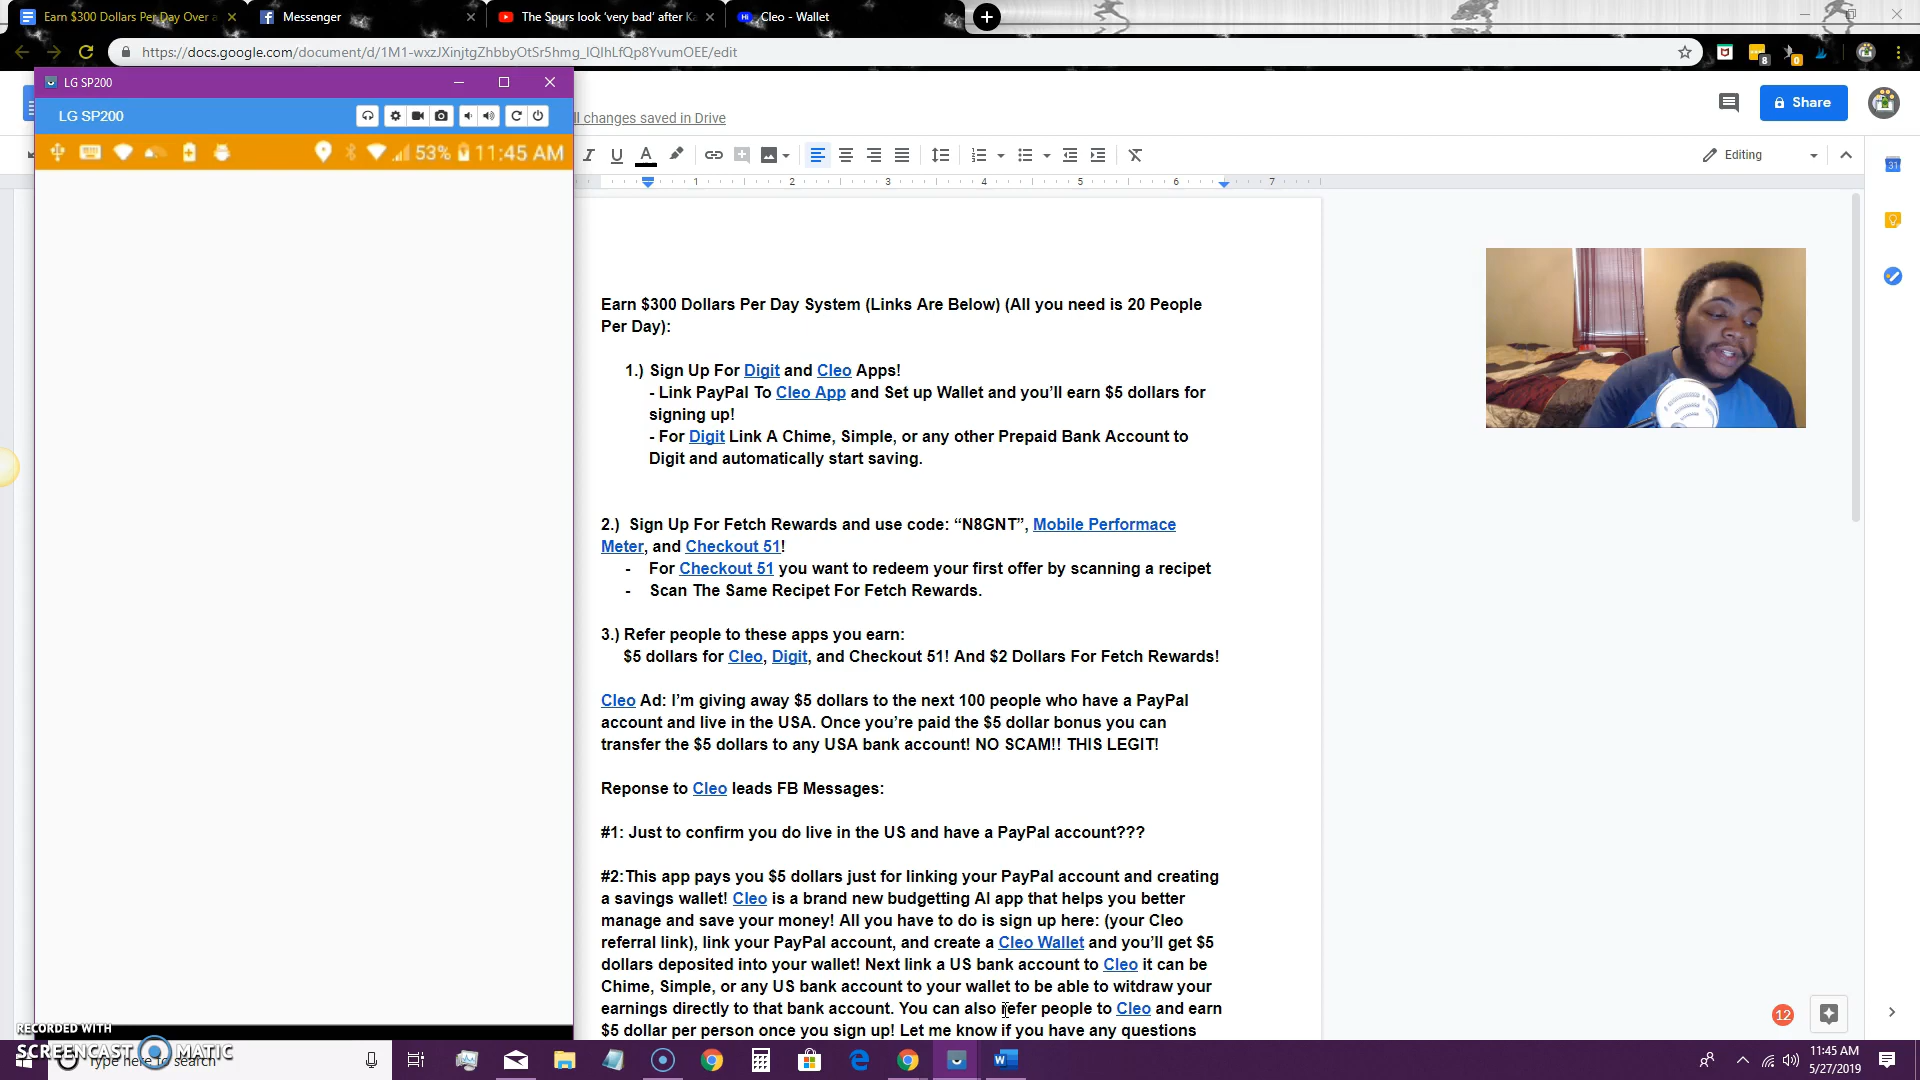 Earn $300 Dollars Per Day Over
Messenger
The Spurs look ‘very bad’ after
Cleo - Wallet
https://docs.google.com/document/d/1M1-wxzJXinjtgZhbbyOtSr5hmg_lQlhLfQp8YvumOEE/edit
8
0
LG SP200
LG SP200
53% 11:45 AM
ll changes saved in Drive
Share
Editing
31
1 2 3 4 5 6 7
Earn $300 Dollars Per Day System (Links Are Below) (All you need is 20 People
Per Day):
1.) Sign Up For Digit and Cleo Apps!
- Link PayPal To Cleo App and Set up Wallet and you’ll earn $5 dollars for
signing up!
- For Digit Link A Chime, Simple, or any other Prepaid Bank Account to
Digit and automatically start saving.
2.) Sign Up For Fetch Rewards and use code: “N8GNT”, Mobile Performace
Meter, and Checkout 51!
- For Checkout 51 you want to redeem your first offer by scanning a recipet
- Scan The Same Recipet For Fetch Rewards.
3.) Refer people to these apps you earn:
$5 dollars for Cleo, Digit, and Checkout 51! And $2 Dollars For Fetch Rewards!
Cleo Ad: I’m giving away $5 dollars to the next 100 people who have a PayPal
account and live in the USA. Once you’re paid the $5 dollar bonus you can
transfer the $5 dollars to any USA bank account! NO SCAM!! THIS LEGIT!
Reponse to Cleo leads FB Messages:
#1: Just to confirm you do live in the US and have a PayPal account???
#2:This app pays you $5 dollars just for linking your PayPal account and creating
a savings wallet! Cleo is a brand new budgetting AI app that helps you better
manage and save your money! All you have to do is sign up here: (your Cleo
referral link), link your PayPal account, and create a Cleo Wallet and you’ll get $5
dollars deposited into your wallet! Next link a US bank account to Cleo it can be
Chime, Simple, or any US bank account to your wallet to be able to witdraw your
earnings directly to that bank account. You can also refer people to Cleo and earn
$5 dollar per person once you sign up! Let me know if you have any questions
12
RECORDED WITH
SCREENCAST MATIC
Type here to search
11:45 AM
5/27/2019